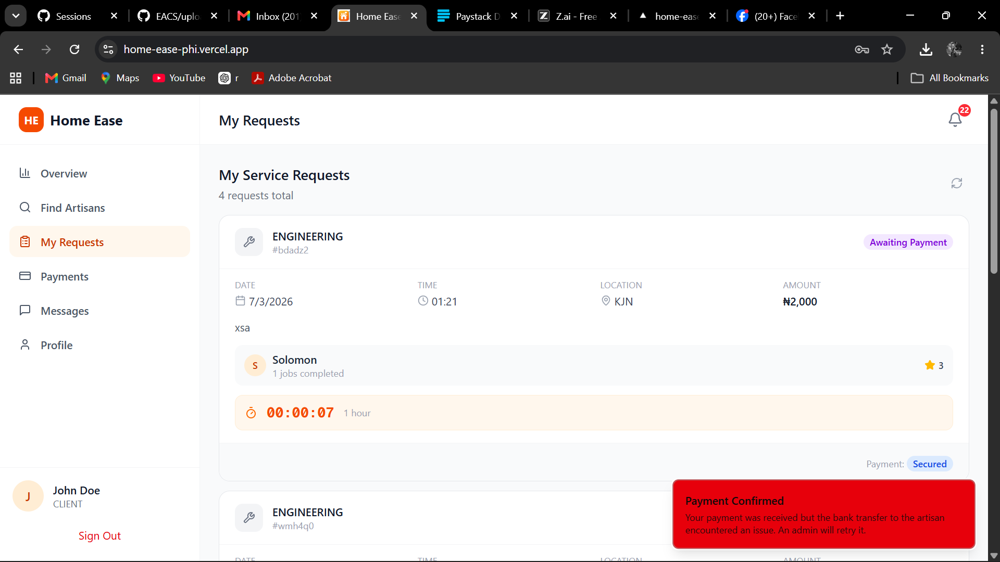 Sessions
EACS/uplo
Inbox (201
Home Ease
Paystack D
Z.ai - Free
home-ease
(20+) Face
home-ease-phi.vercel.app
Gmail
Maps
YouTube
r
Adobe Acrobat
All Bookmarks
HE
Home Ease
My Requests
22
Overview
Find Artisans
My Requests
Payments
Messages
Profile
My Service Requests
4 requests total
ENGINEERING
#bdadz2
Awaiting Payment
DATE
TIME
LOCATION
AMOUNT
7/3/2026
01:21
KJN
₦2,000
xsa
S
Solomon
1 jobs completed
3
00:00:07
1 hour
Payment: Secured
ENGINEERING
#wmh4q0
DATE
TIME
LOCATION
AMOUNT
J
John Doe
CLIENT
Sign Out
Payment Confirmed
Your payment was received but the bank transfer to the artisan
encountered an issue. An admin will retry it.